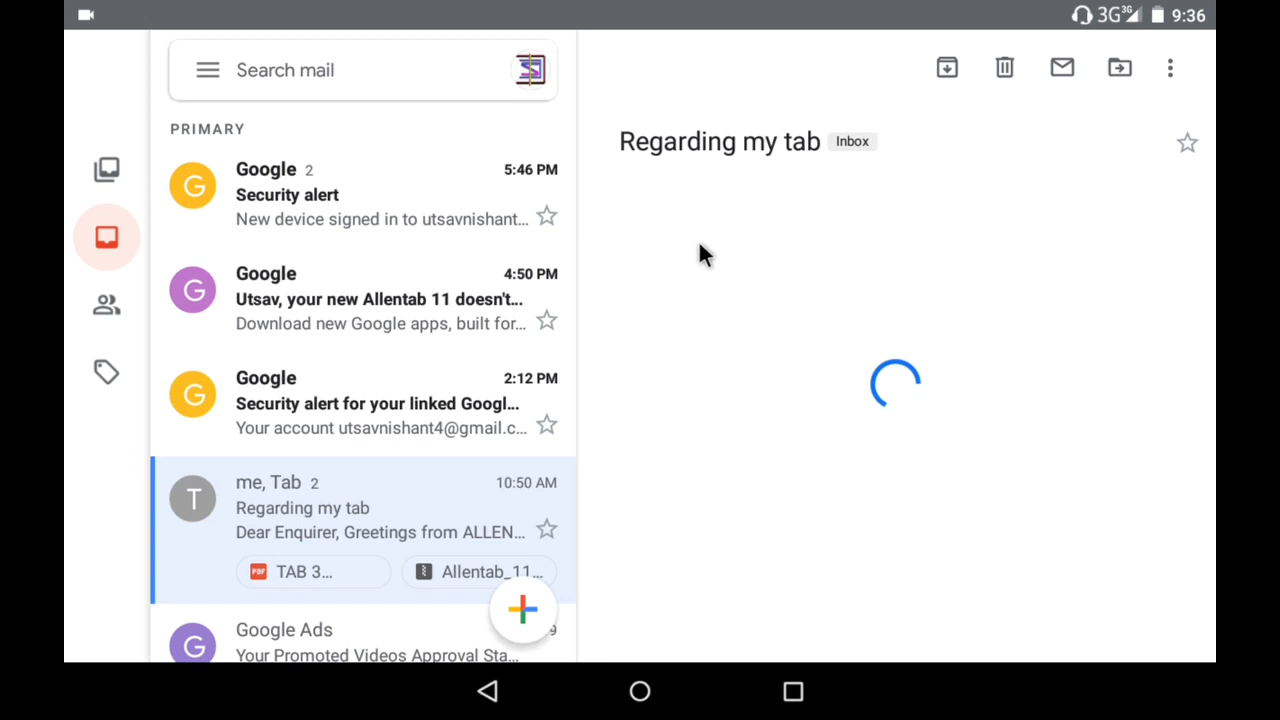 3G 3G 9:36
Search mail
PRIMARY
Google 2 5:46 PM
Security alert
New device signed in to utsavnishant...
Google 4:50 PM
Utsav, your new Allentab 11 doesn't...
Download new Google apps, built for...
Google 2:12 PM
Security alert for your linked Googl...
Your account utsavnishant4@gmail.c...
T
me, Tab 2 10:50 AM
Regarding my tab
Dear Enquirer, Greetings from ALLEN...
PDF TAB 3... Allentab_11...
Google Ads 9
Your Promoted Videos Approval Sta...
Regarding my tab Inbox
G
G
G
G